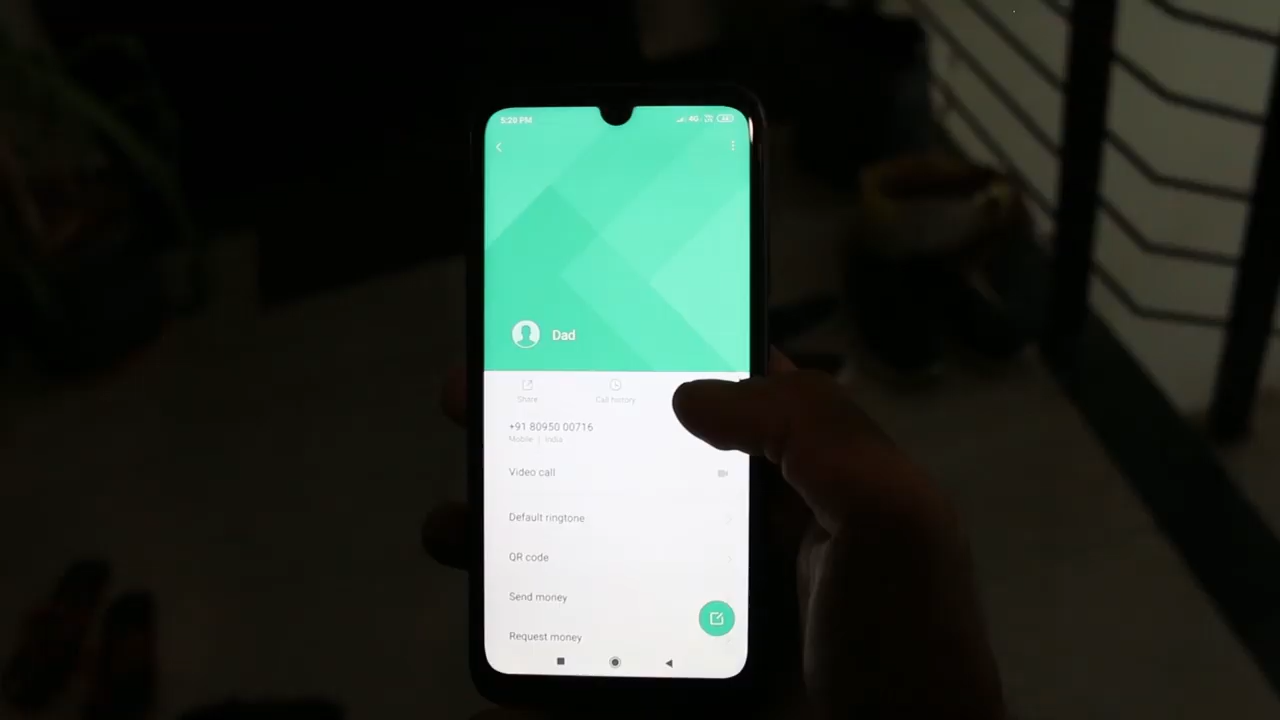 5:20 PM 4G
Dad
Share Call history
+91 80950 00716
Mobile | India
Video call
Default ringtone
QR code
Send money
Request money